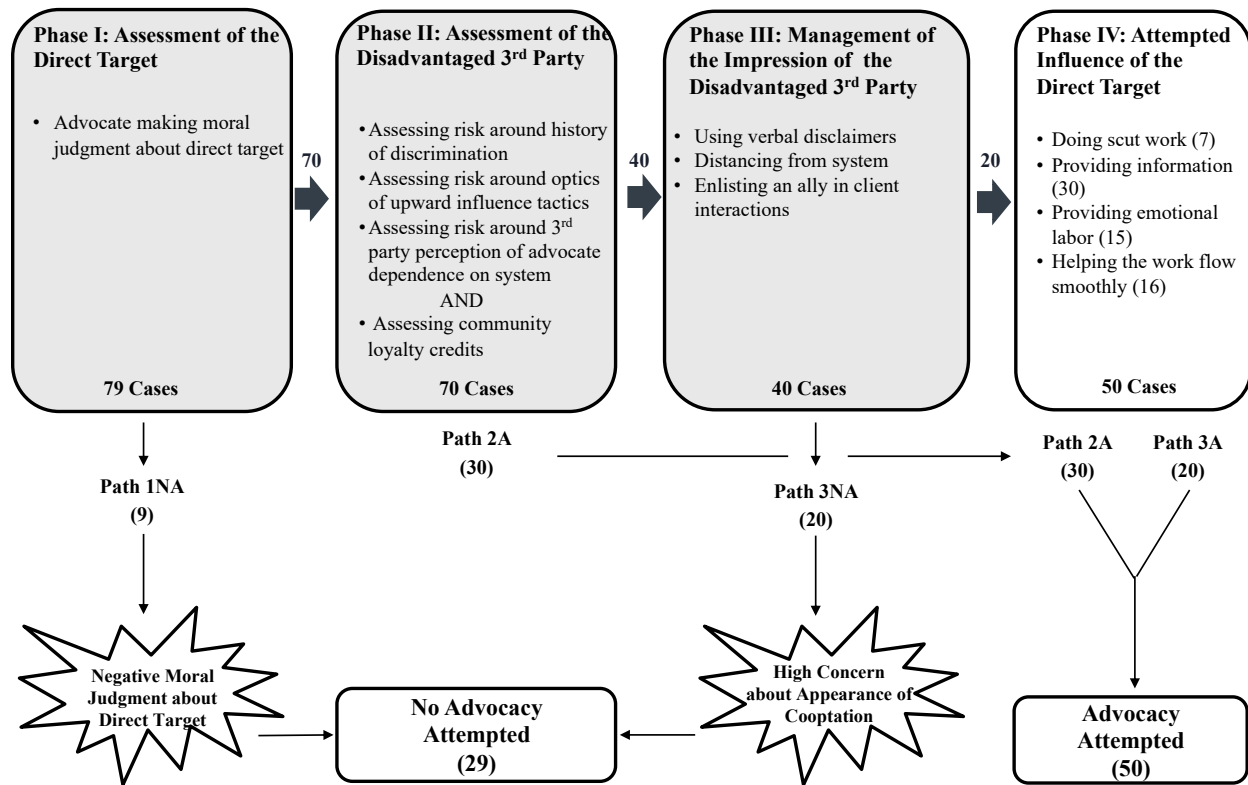 Phase I: Assessment of the
Direct Target
• Advocate making moral
judgment about direct target
79 Cases
70
Phase II: Assessment of the
Disadvantaged 3rd Party
• Assessing risk around history
of discrimination
• Assessing risk around optics
of upward influence tactics
• Assessing risk around 3rd
party perception of advocate
dependence on system
AND
• Assessing community
loyalty credits
70 Cases
40
Phase III: Management of
the Impression of the
Disadvantaged 3rd Party
• Using verbal disclaimers
• Distancing from system
• Enlisting an ally in client
interactions
40 Cases
20
Phase IV: Attempted
Influence of the
Direct Target
• Doing scut work (7)
• Providing information
(30)
• Providing emotional
labor (15)
• Helping the work flow
smoothly (16)
50 Cases
Path 1NA
(9)
Path 2A
(30)
Path 3NA
(20)
Path 2A
(30)
Path 3A
(20)
Negative Moral
Judgment about
Direct Target
No Advocacy
Attempted
(29)
High Concern
about Appearance of
Cooptation
Advocacy
Attempted
(50)